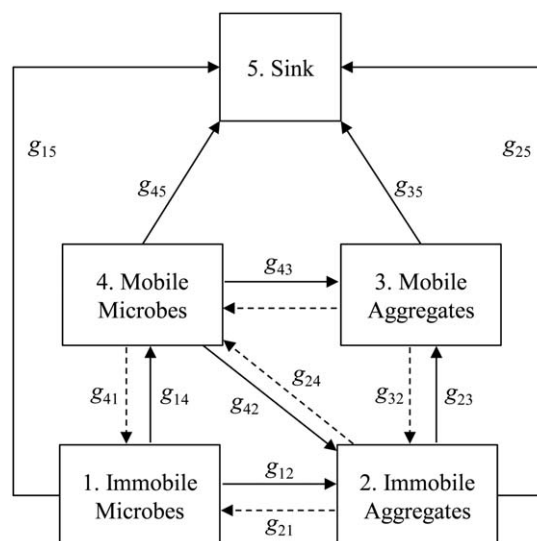 5. Sink
g15
g25
g45
g35
4. Mobile
Microbes
g43
3. Mobile
Aggregates
g41
g14
g42
g24
g32
g23
1. Immobile
Microbes
g12
g21
2. Immobile
Aggregates